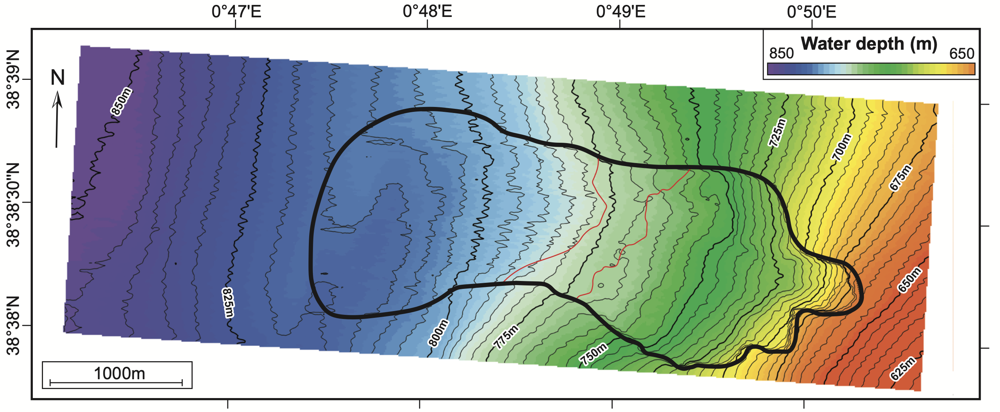 0°47'E 0°48'E 0°49'E 0°50'E
Water depth (m)
850 650
38°39'N
N
850m
725m
700m
38°38'30"N
675m
650m
825m
38°38'N
800m
775m
750m
625m
1000m